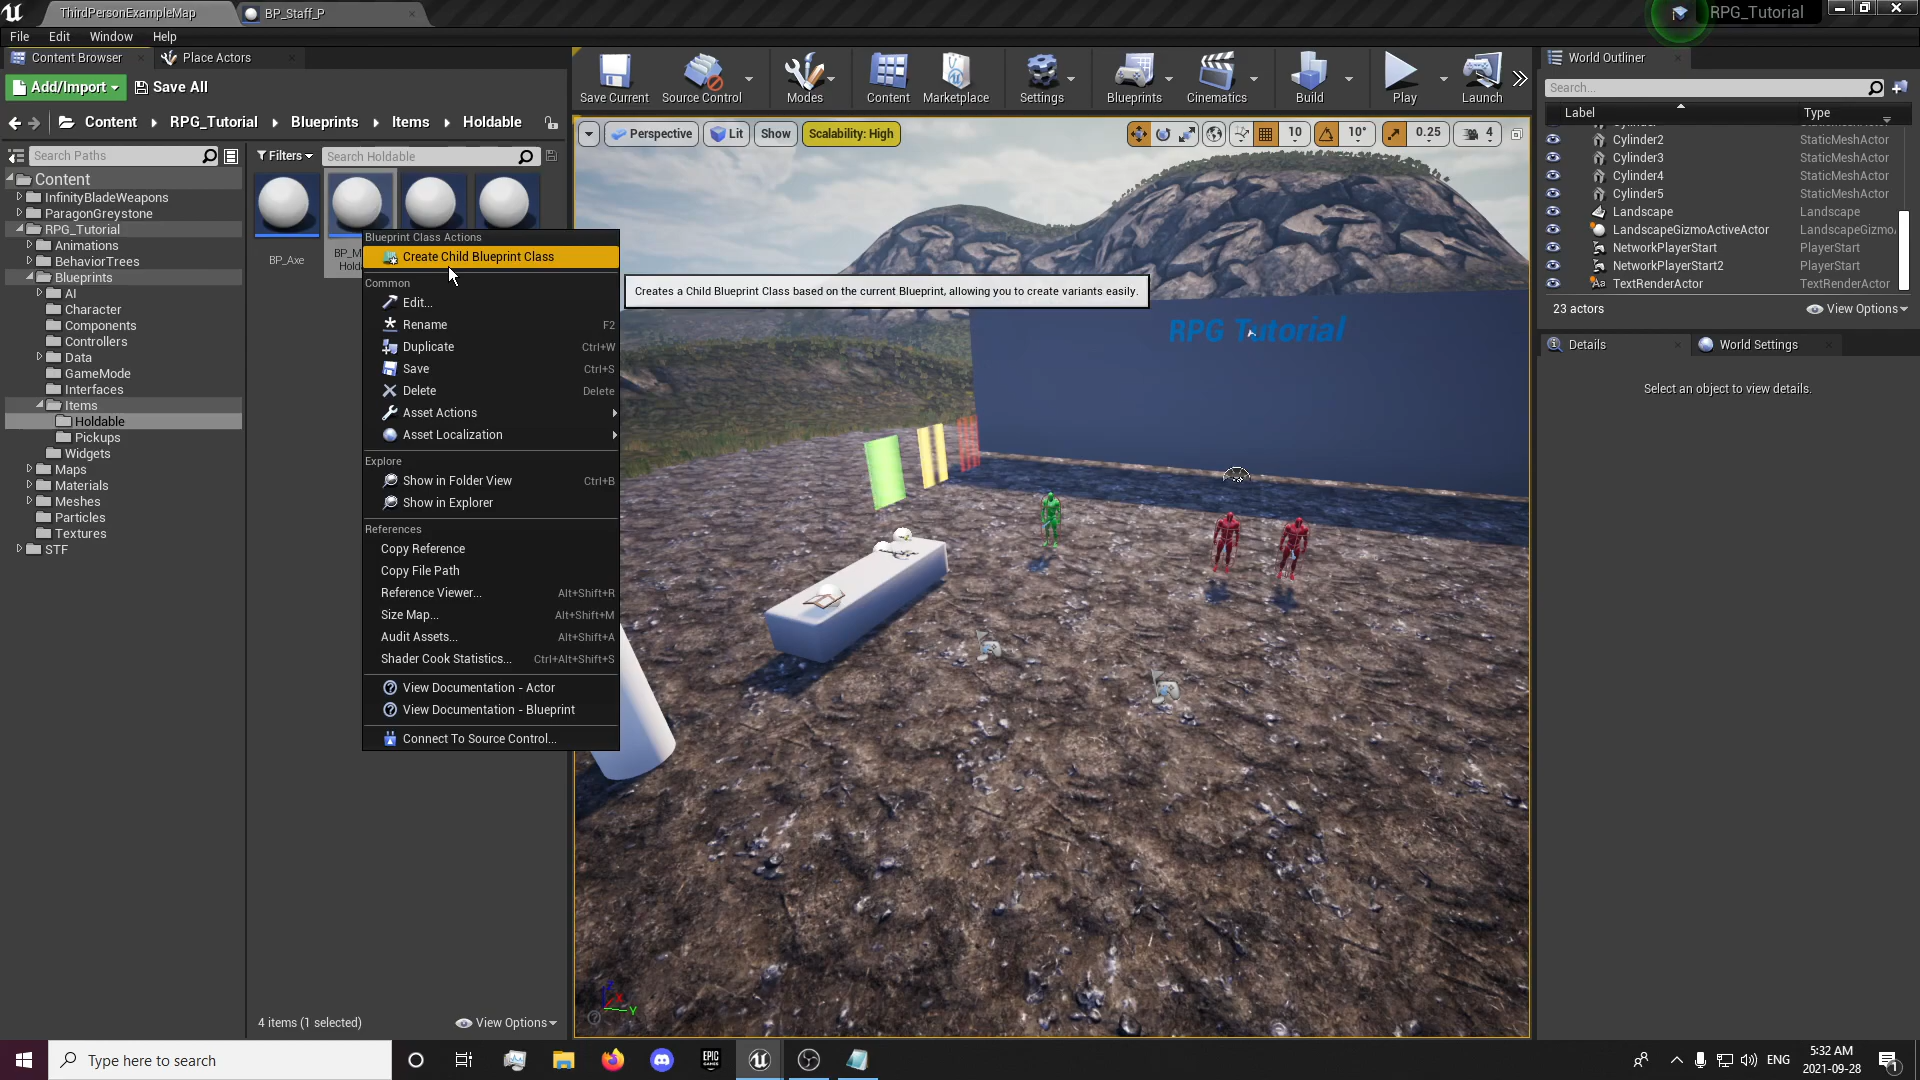 ThirdPersonExampleMap
BP_Staff_P
RPG_Tutorial
File Edit Window Help
Content Browser
Place Actors
Add/Import
Save All
Content RPG_Tutorial Blueprints Items Holdable
Search Paths
Filters
Search Holdable
Content
InfinityBladeWeapons
ParagonGreystone
RPG_Tutorial
Animations
BehaviorTrees
Blueprints
AI
Character
Components
Controllers
Data
GameMode
Interfaces
Items
Holdable
Pickups
Widgets
Maps
Materials
Meshes
Particles
Textures
STF
BP_Axe
BP_M
Hold
Blueprint Class Actions
Create Child Blueprint Class
Common
Edit...
Rename F2
Duplicate Ctrl+W
Save Ctrl+S
Delete Delete
Asset Actions
Asset Localization
Explore
Show in Folder View Ctrl+B
Show in Explorer
References
Copy Reference
Copy File Path
Reference Viewer... Alt+Shift+R
Size Map... Alt+Shift+M
Audit Assets... Alt+Shift+A
Shader Cook Statistics... Ctrl+Alt+Shift+S
View Documentation - Actor
View Documentation - Blueprint
Connect To Source Control...
Creates a Child Blueprint Class based on the current Blueprint, allowing you to create variants easily.
4 items (1 selected)
View Options
Save Current
Source Control
Modes
Content
Marketplace
Settings
Blueprints
Cinematics
Build
Play
Launch
Perspective
Lit
Show
Scalability: High
10
10°
0.25
4
RPG Tutorial
Z
X
Y
World Outliner
Search...
Label Type
Cylinder2 StaticMeshActor
Cylinder3 StaticMeshActor
Cylinder4 StaticMeshActor
Cylinder5 StaticMeshActor
Landscape Landscape
LandscapeGizmoActiveActor LandscapeGizmo
NetworkPlayerStart PlayerStart
NetworkPlayerStart2 PlayerStart
TextRenderActor TextRenderActor
23 actors
View Options
Details
World Settings
Select an object to view details.
Type here to search
EPIC
GAMES
ENG
5:32 AM
2021-09-28
1